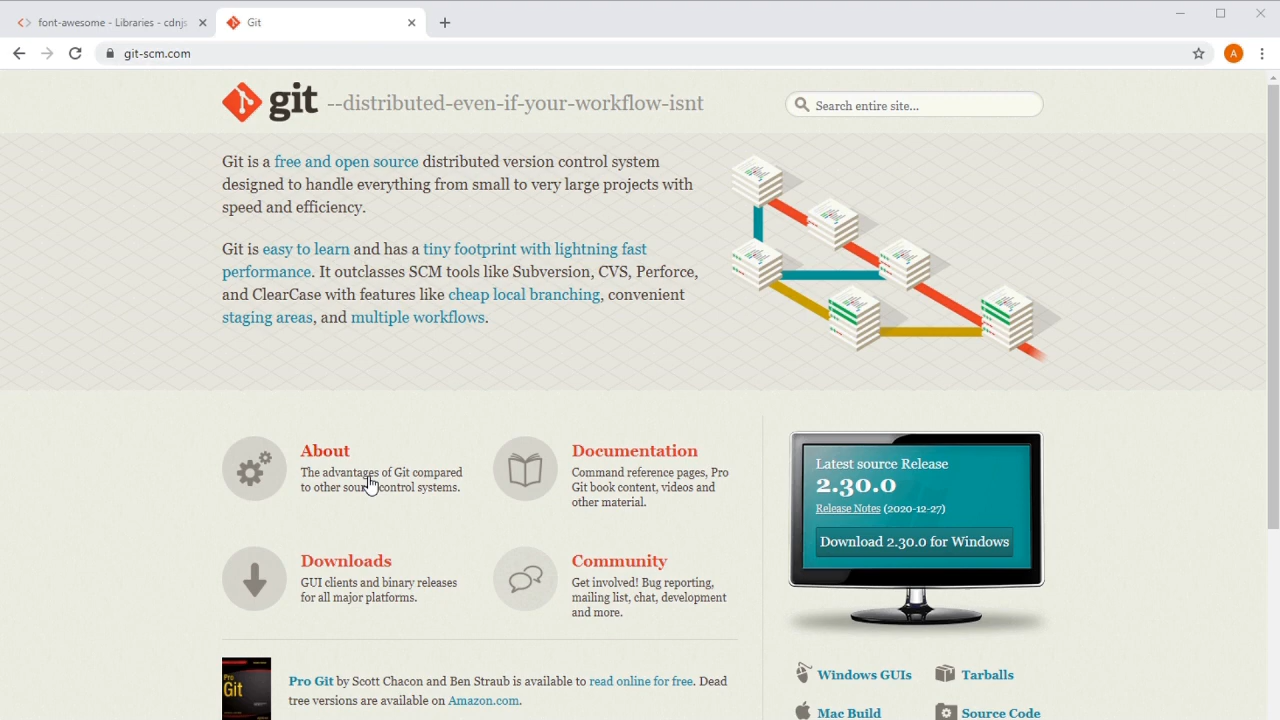 font-awesome - Libraries - cdnjs
Git
git-scm.com
A
git --distributed-even-if-your-workflow-isnt
Search entire site...
Git is a free and open source distributed version control system
designed to handle everything from small to very large projects with
speed and efficiency.
Git is easy to learn and has a tiny footprint with lightning fast
performance. It outclasses SCM tools like Subversion, CVS, Perforce,
and ClearCase with features like cheap local branching, convenient
staging areas, and multiple workflows.
About
The advantages of Git compared
to other source control systems.
Documentation
Command reference pages, Pro
Git book content, videos and
other material.
Downloads
GUI clients and binary releases
for all major platforms.
Community
Get involved! Bug reporting,
mailing list, chat, development
and more.
Latest source Release
2.30.0
Release Notes (2020-12-27)
Download 2.30.0 for Windows
Pro
Git
Pro Git by Scott Chacon and Ben Straub is available to read online for free. Dead
tree versions are available on Amazon.com.
Windows GUIs
Tarballs
Mac Build
Source Code